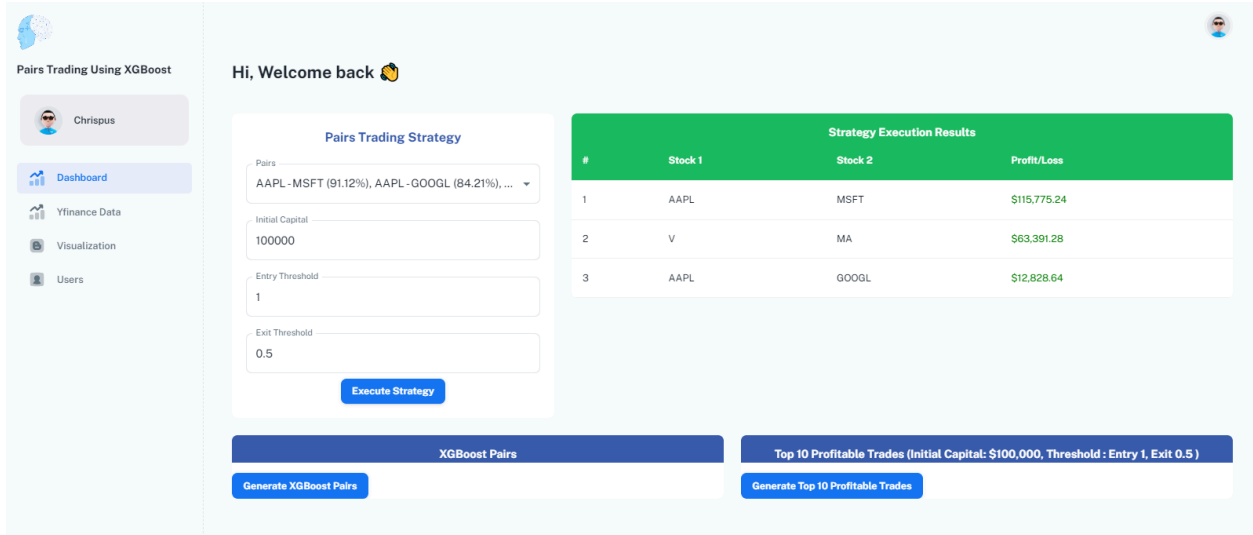 Pairs Trading Using XGBoost
Chrispus
Dashboard
Yfinance Data
Visualization
Users
Hi, Welcome back 👋
Pairs Trading Strategy
Pairs
AAPL - MSFT (91.12%), AAPL - GOOGL (84.21%), ...
Initial Capital
100000
Entry Threshold
1
Exit Threshold
0.5
Execute Strategy
Strategy Execution Results
# Stock 1 Stock 2 Profit/Loss
1 AAPL MSFT $115,775.24
2 V MA $63,391.28
3 AAPL GOOGL $12,828.64
XGBoost Pairs
Generate XGBoost Pairs
Top 10 Profitable Trades (Initial Capital: $100,000, Threshold : Entry 1, Exit 0.5 )
Generate Top 10 Profitable Trades